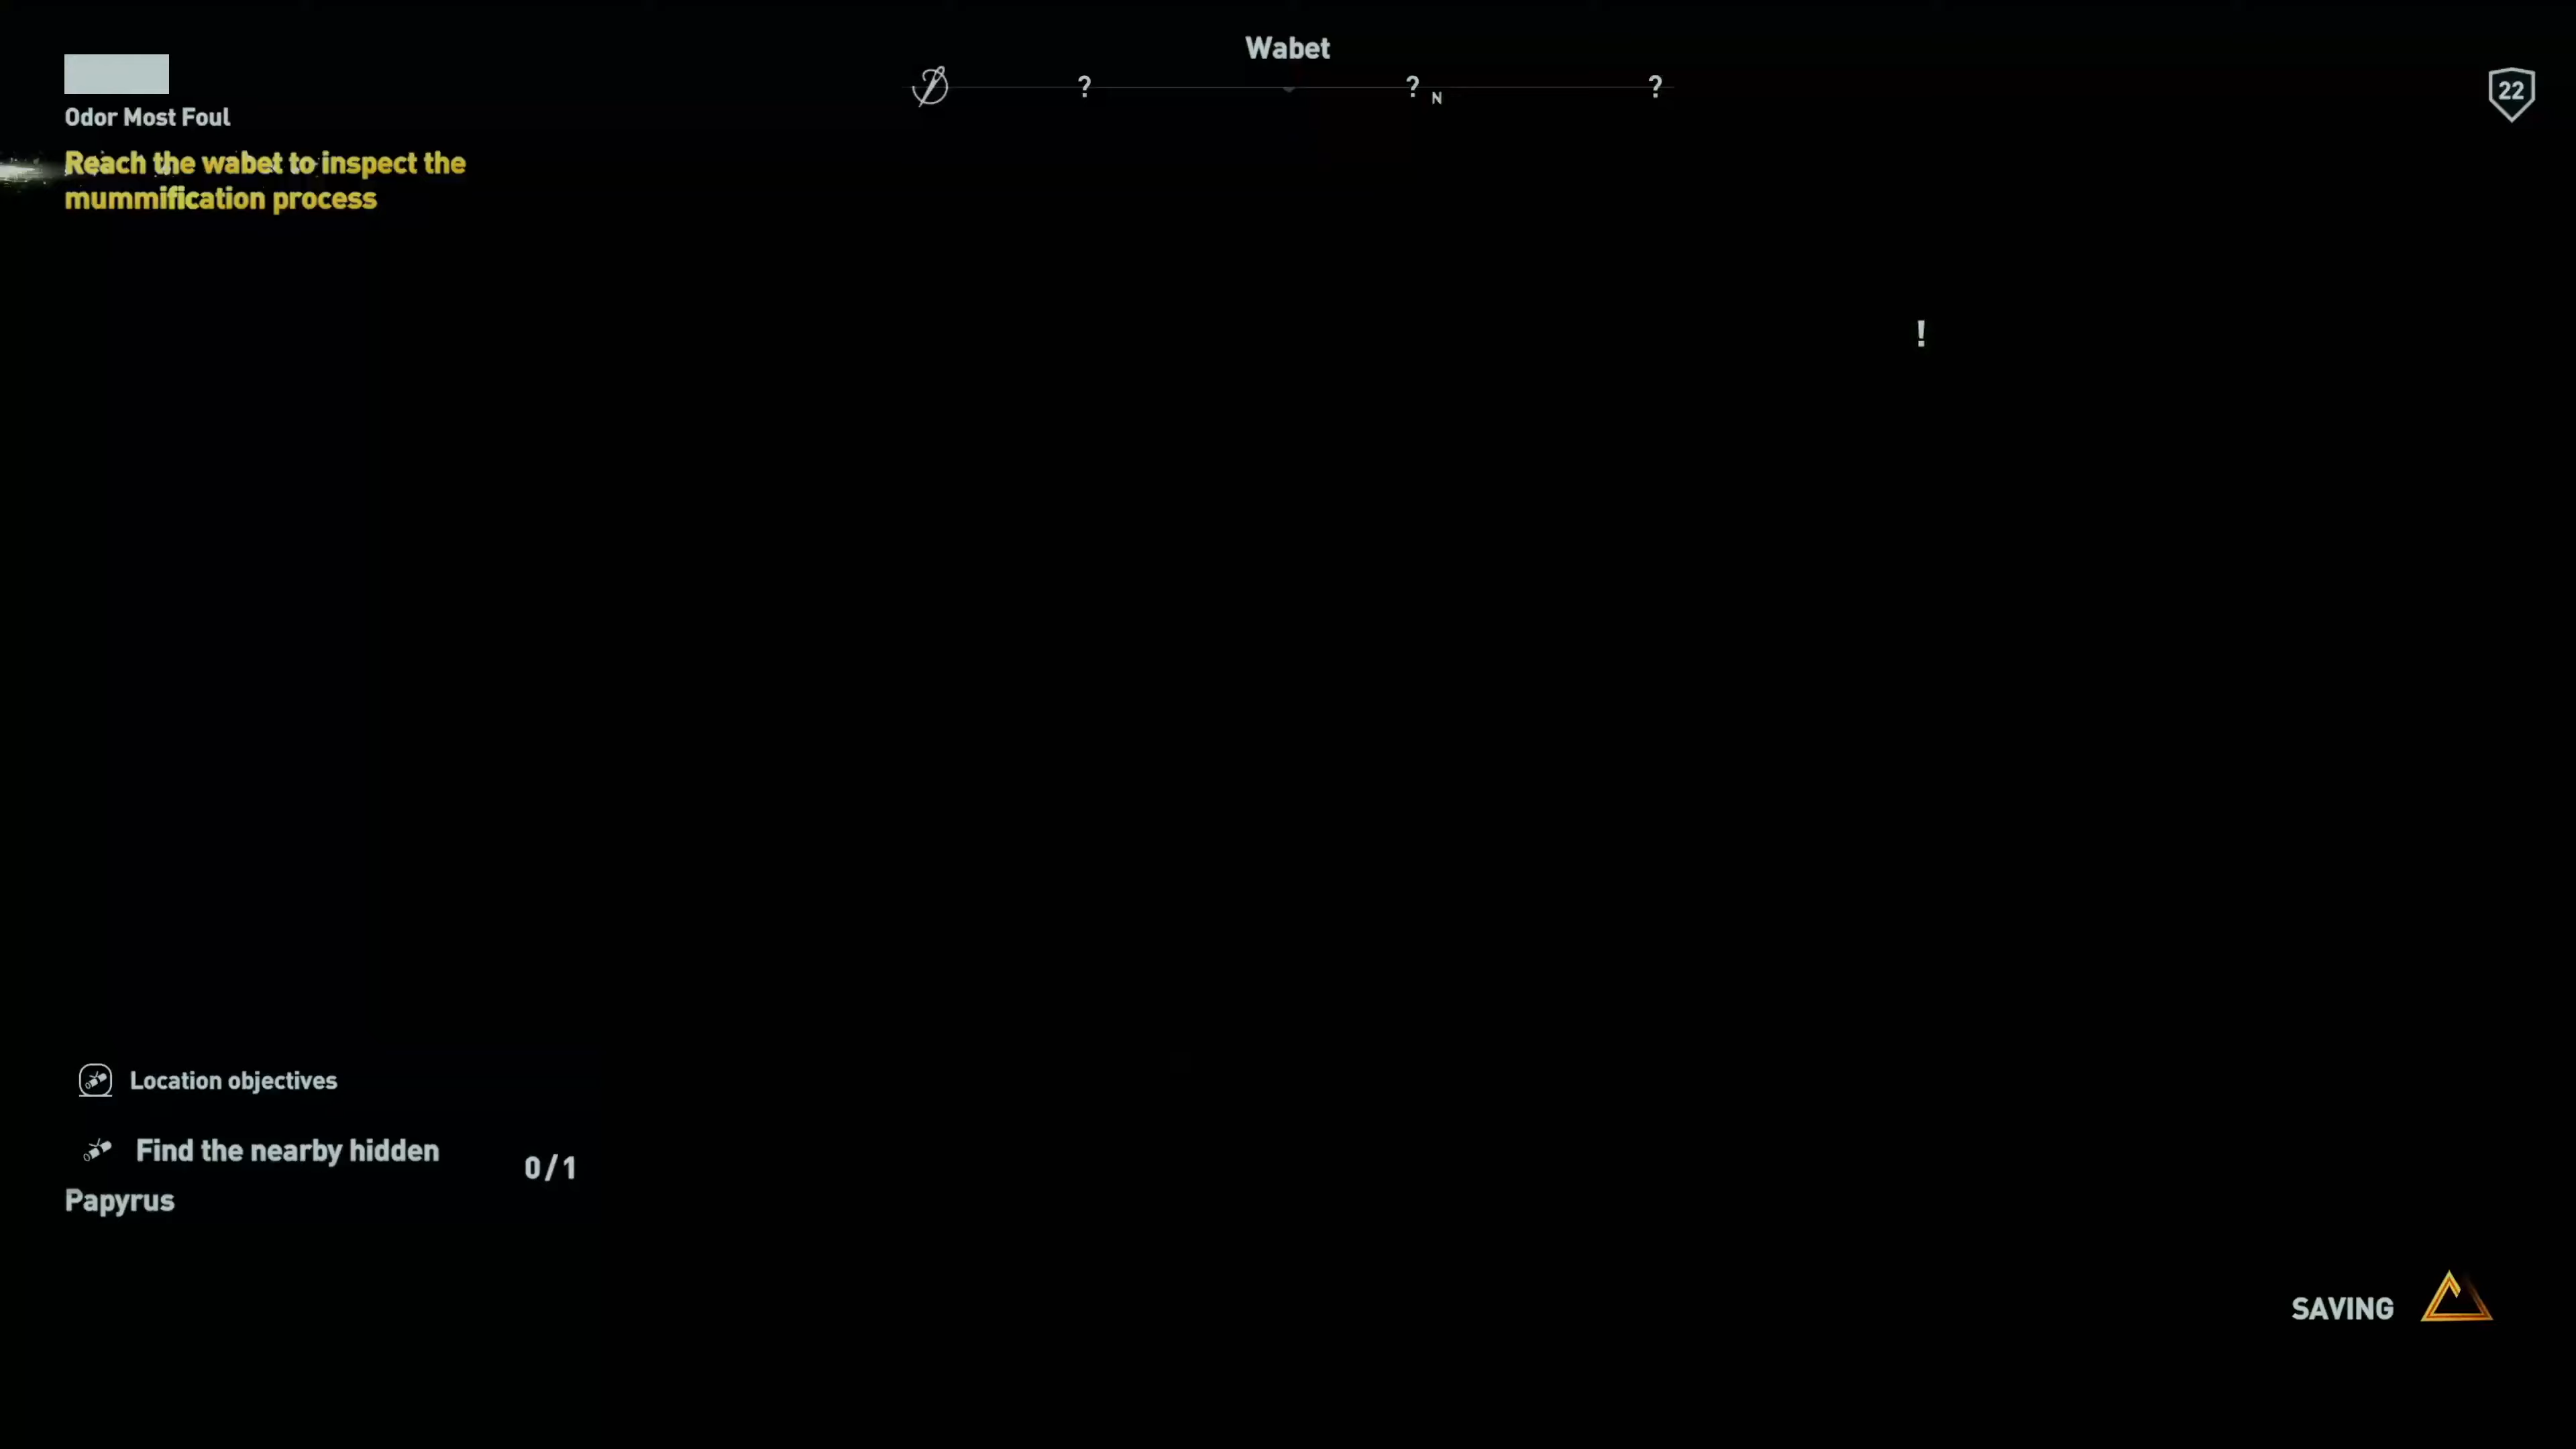 Wabet
? ? N ?
22
Odor Most Foul
Reach the wabet to inspect the
mummification process
!
Location objectives
Find the nearby hidden
Papyrus
0/1
SAVING